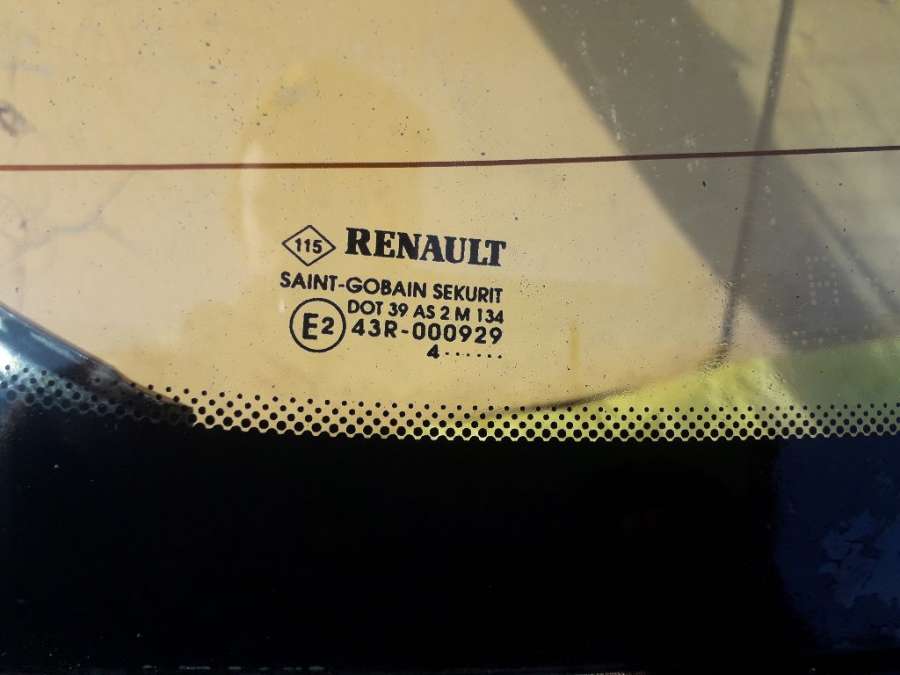 115 RENAULT
SAINT-GOBAIN SEKURIT
DOT 39 AS 2 M 134
E2 43R-000929
4······